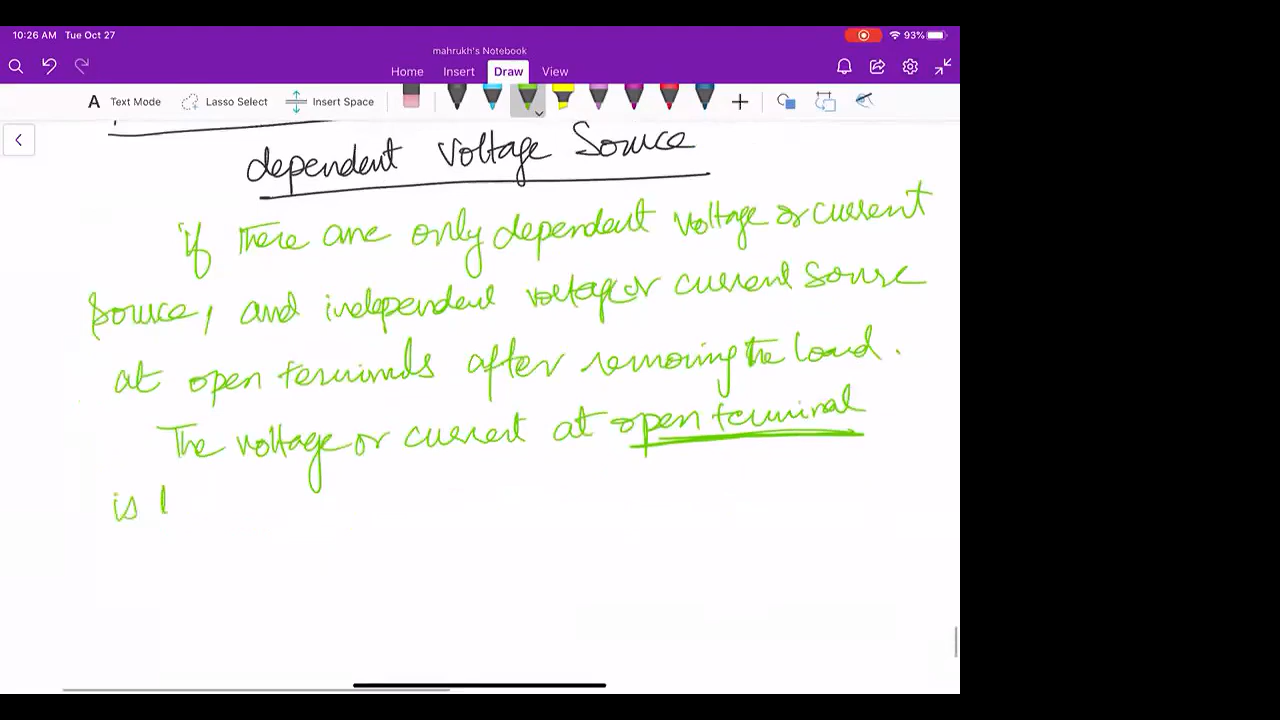 10:26 AM Tue Oct 27
93%
mahrukh's Notebook
Home Insert Draw View
Text Mode Lasso Select Insert Space
dependent Voltage Source
if There are only dependent voltage or current
source, and independent voltage or current sourse
at open terminals after removing the load.
The voltage or current at open terminal
is